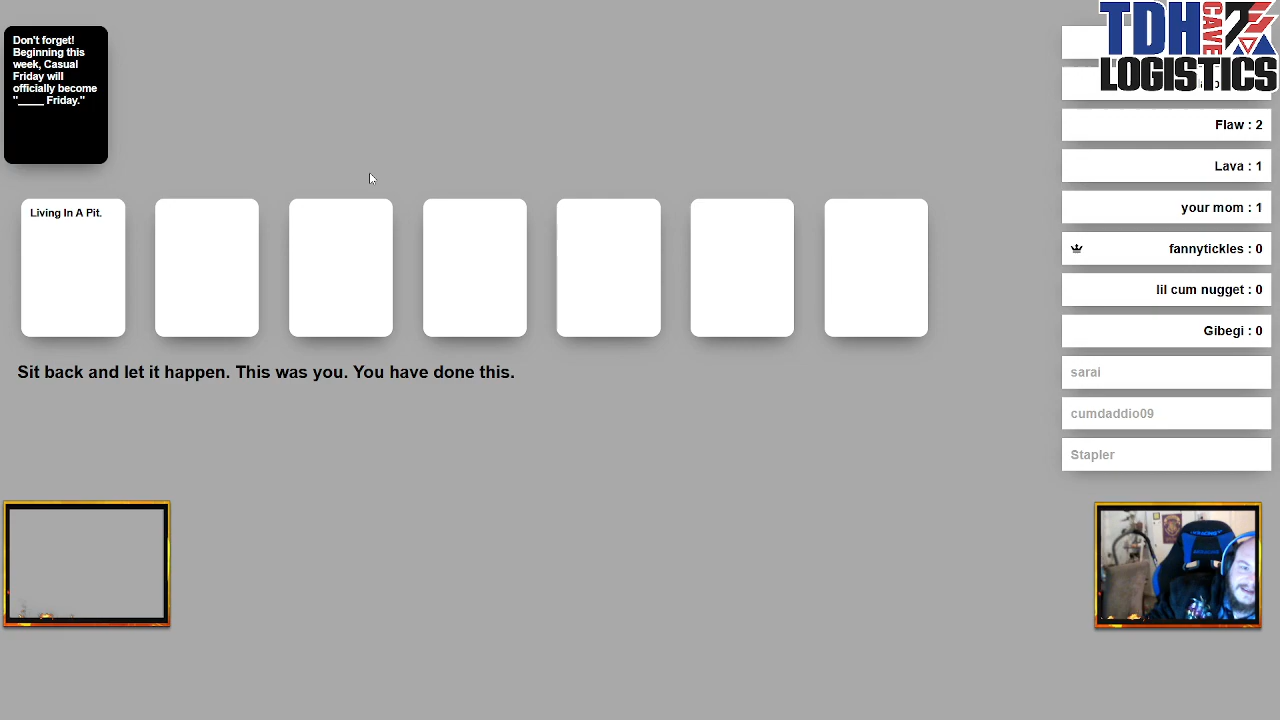 Don't forget!
Beginning this
week, Casual
Friday will
officially become
"_____ Friday."
Living In A Pit.
Sit back and let it happen. This was you. You have done this.
TDH
CAVE
LOGISTICS
Flaw : 2
Lava : 1
your mom : 1
fannytickles : 0
lil cum nugget : 0
Gibegi : 0
sarai
cumdaddio09
Stapler